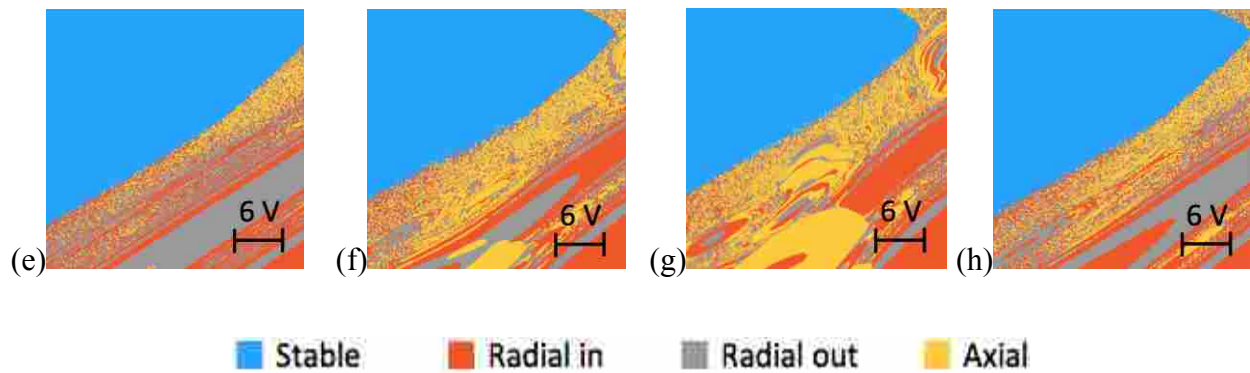 6 V 6 V 6 V 6 V
(e) (f) (g) (h)
Stable Radial in Radial out Axial